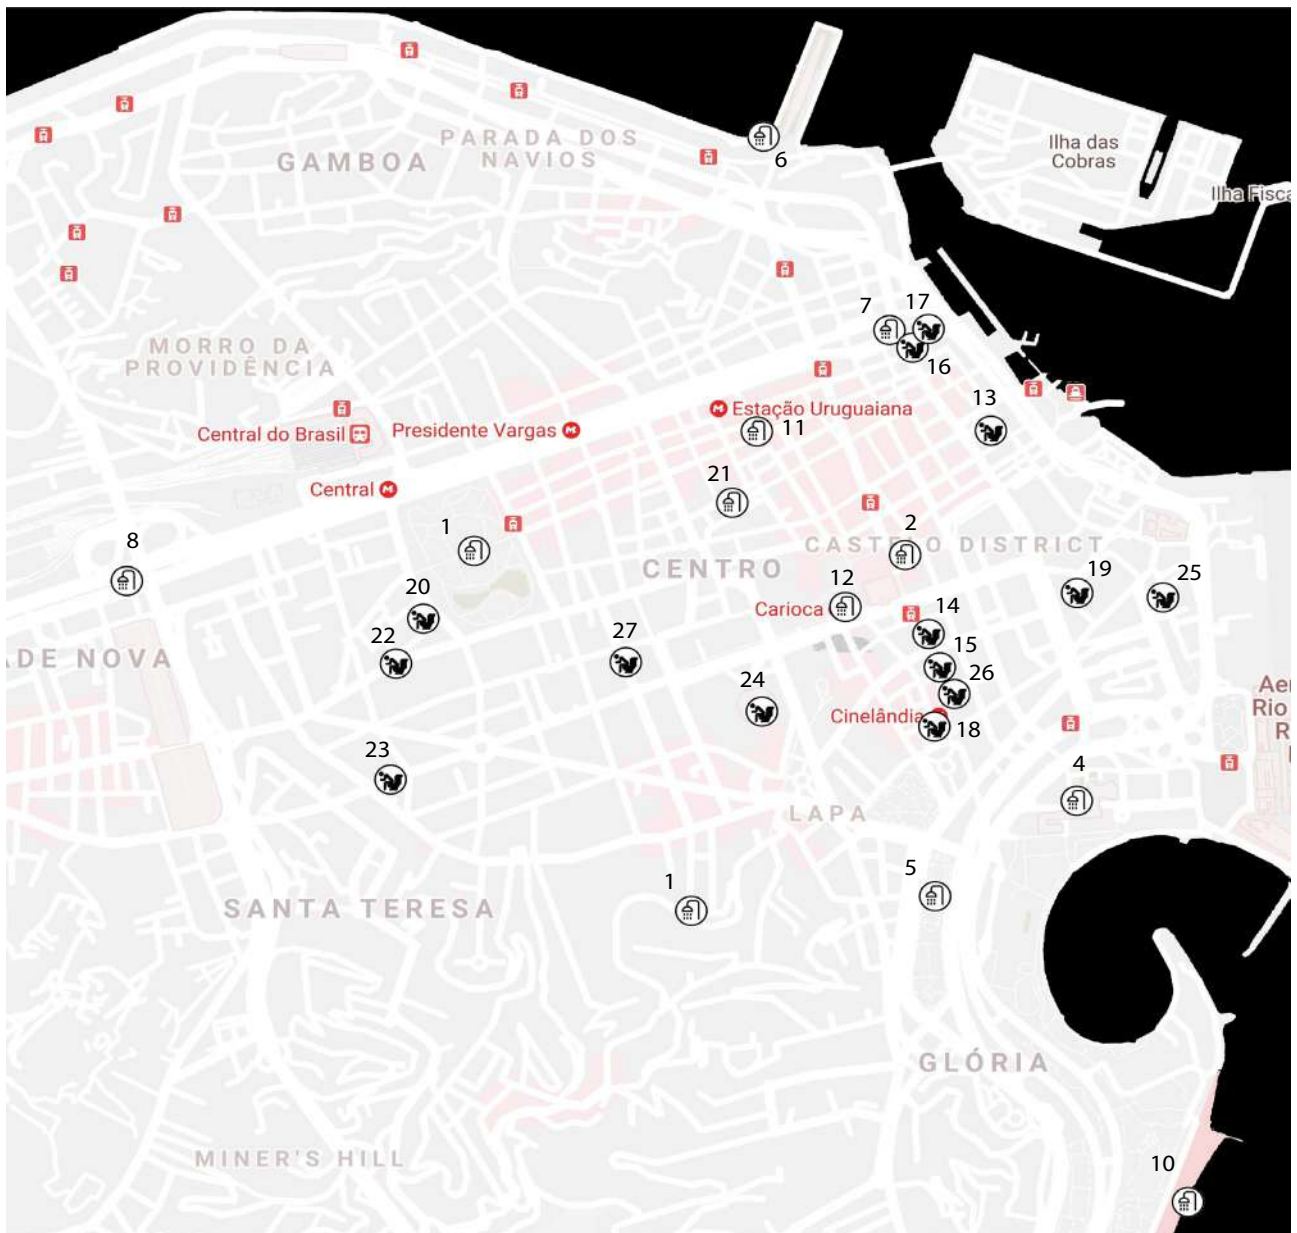 PARADA DOS
NAVIOS
GAMBOA
6
Ilha das
Cobras
Ilha Fisca
7
17
16
MORRO DA
PROVIDÊNCIA
Estação Uruguaiana
13
Central do Brasil
Presidente Vargas
11
21
Central
8
1
2
CASTELO DISTRICT
CENTRO
20
12
19
25
Carioca
14
22
27
15
ADE NOVA
26
24
Cinelândia
18
Aer
Rio
R
23
4
LAPA
1
5
SANTA TERESA
GLÓRIA
MINER'S HILL
10